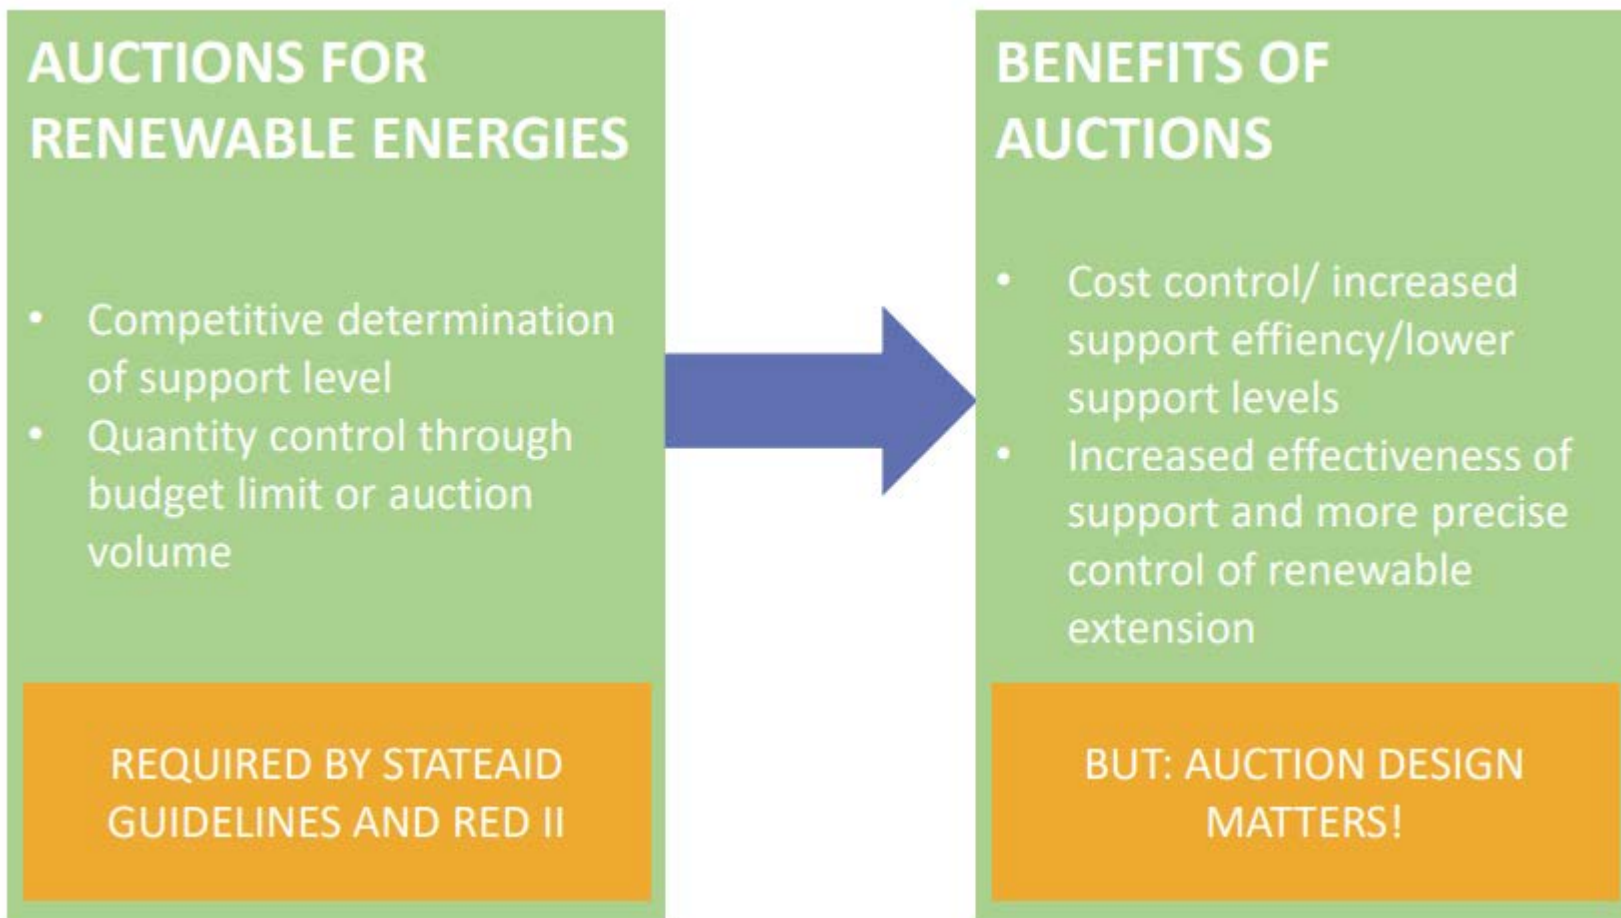 AUCTIONS FOR
RENEWABLE ENERGIES
• Competitive determination
of support level
• Quantity control through
budget limit or auction
volume
REQUIRED BY STATEAID
GUIDELINES AND RED II
BENEFITS OF
AUCTIONS
• Cost control/ increased
support effiency/lower
support levels
• Increased effectiveness of
support and more precise
control of renewable
extension
BUT: AUCTION DESIGN
MATTERS!